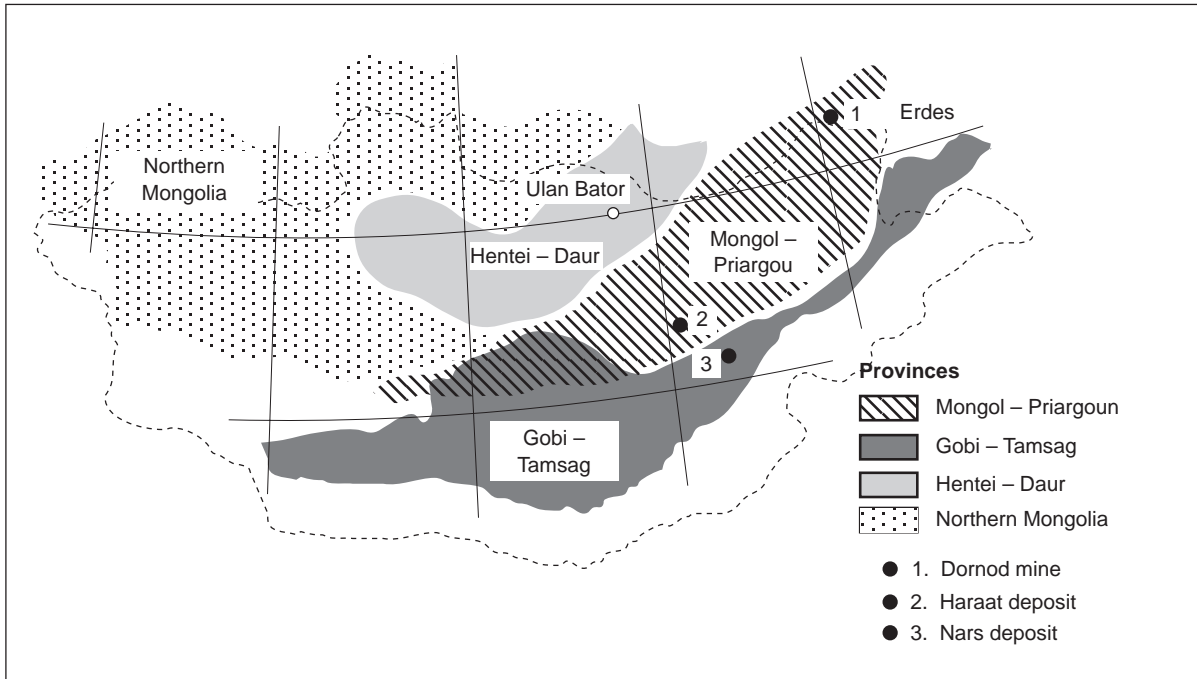 1
Erdes
Northern
Mongolia
Ulan Bator
Hentei – Daur
Mongol –
Priargou
2
3
Gobi –
Tamsag
Provinces
Mongol – Priargoun
Gobi – Tamsag
Hentei – Daur
Northern Mongolia
1. Dornod mine
2. Haraat deposit
3. Nars deposit